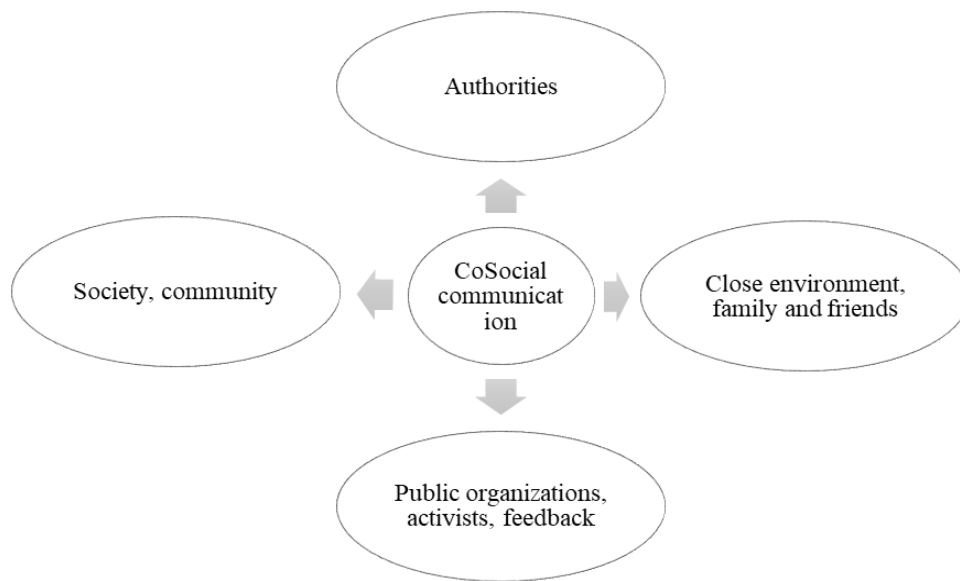 Authorities
Society, community
CoSocial
communicat
ion
Close environment,
family and friends
Public organizations,
activists, feedback